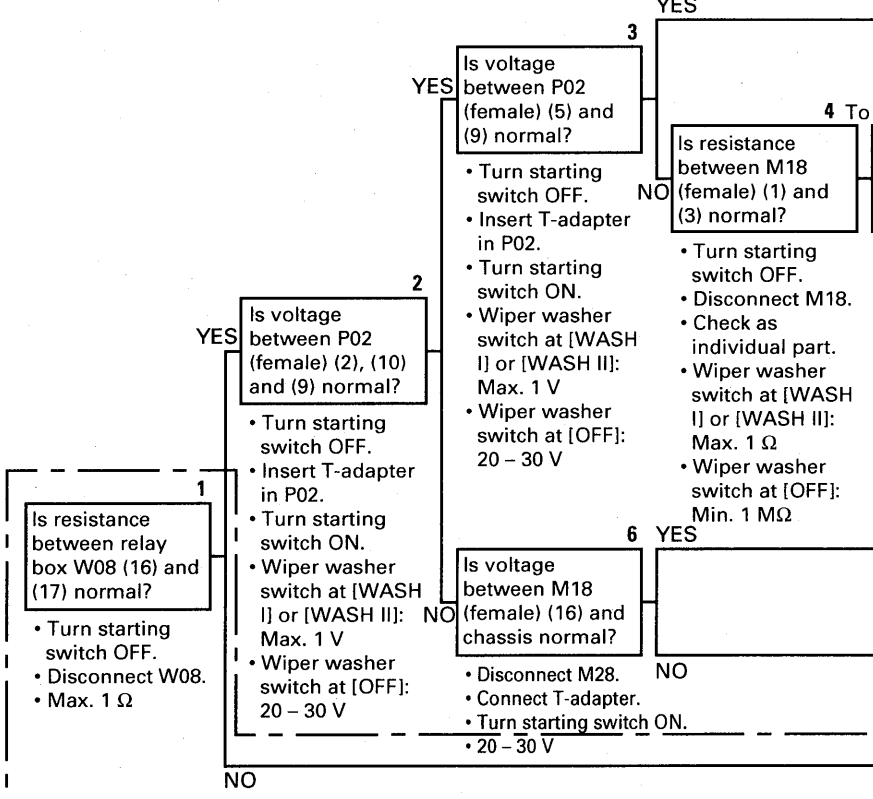 YES
3
Is voltage
between P02
(female) (5) and
(9) normal?
YES
• Turn starting
switch OFF.
• Insert T-adapter
in P02.
• Turn starting
switch ON.
• Wiper washer
switch at [WASH
I] or [WASH II]:
Max. 1 V
• Wiper washer
switch at [OFF]:
20 – 30 V
4 To
Is resistance
between M18
(female) (1) and
(3) normal?
NO
• Turn starting
switch OFF.
• Disconnect M18.
• Check as
individual part.
• Wiper washer
switch at [WASH
I] or [WASH II]:
Max. 1 Ω
• Wiper washer
switch at [OFF]:
Min. 1 MΩ
2
Is voltage
between P02
(female) (2), (10)
and (9) normal?
YES
• Turn starting
switch OFF.
• Insert T-adapter
in P02.
• Turn starting
switch ON.
• Wiper washer
switch at [WASH
I] or [WASH II]:
Max. 1 V
• Wiper washer
switch at [OFF]:
20 – 30 V
1
Is resistance
between relay
box W08 (16) and
(17) normal?
• Turn starting
switch OFF.
• Disconnect W08.
• Max. 1 Ω
6 YES
Is voltage
between M18
(female) (16) and
chassis normal?
NO
• Disconnect M28.
• Connect T-adapter.
• Turn starting switch ON.
• 20 – 30 V
NO
NO